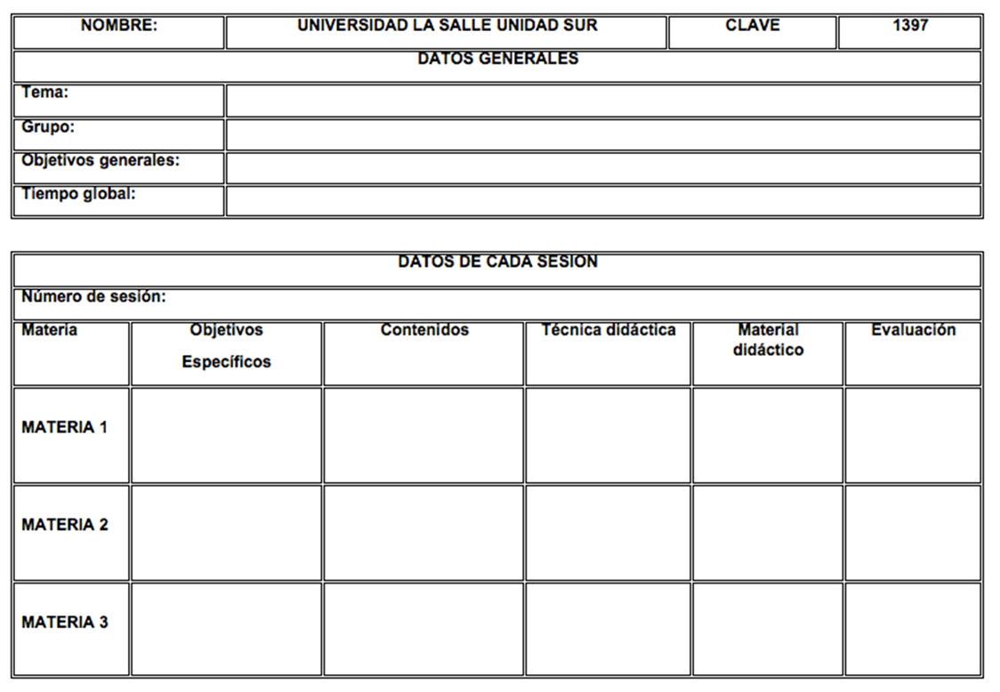 NOMBRE: UNIVERSIDAD LA SALLE UNIDAD SUR CLAVE 1397
DATOS GENERALES
Tema:
Grupo:
Objetivos generales:
Tiempo global:
DATOS DE CADA SESION
Número de sesión:
Materia Objetivos Contenidos Técnica didáctica Material Evaluación
didáctico
Específicos
MATERIA 1
MATERIA 2
MATERIA 3